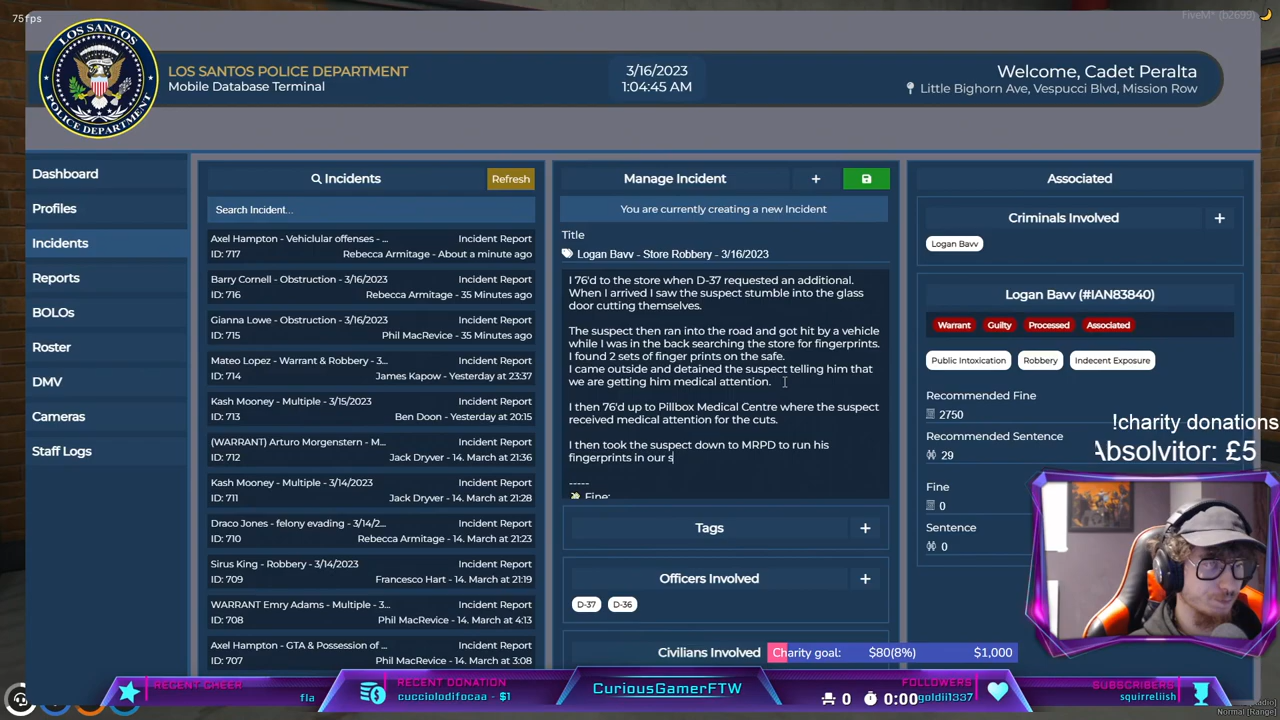 75fps
FiveM* (b2699)
LOS SANTOS
POLICE DEPARTMENT
LOS SANTOS POLICE DEPARTMENT
Mobile Database Terminal
3/16/2023
1:04:45 AM
Welcome, Cadet Peralta
Little Bighorn Ave, Vespucci Blvd, Mission Row
Dashboard
Profiles
Incidents
Reports
BOLOs
Roster
DMV
Cameras
Staff Logs
Incidents
Refresh
Search Incident...
Axel Hampton - Vehiclular offenses - ... Incident Report
ID: 717 Rebecca Armitage - About a minute ago
Barry Cornell - Obstruction - 3/16/2023 Incident Report
ID: 716 Rebecca Armitage - 35 Minutes ago
Gianna Lowe - Obstruction - 3/16/2023 Incident Report
ID: 715 Phil MacRevice - 35 Minutes ago
Mateo Lopez - Warrant & Robbery - 3... Incident Report
ID: 714 James Kapow - Yesterday at 23:37
Kash Mooney - Multiple - 3/15/2023 Incident Report
ID: 713 Ben Doon - Yesterday at 20:15
(WARRANT) Arturo Morgenstern - M... Incident Report
ID: 712 Jack Dryver - 14. March at 21:36
Kash Mooney - Multiple - 3/14/2023 Incident Report
ID: 711 Jack Dryver - 14. March at 21:28
Draco Jones - felony evading - 3/14/2... Incident Report
ID: 710 Rebecca Armitage - 14. March at 21:23
Sirus King - Robbery - 3/14/2023 Incident Report
ID: 709 Francesco Hart - 14. March at 21:19
WARRANT Emry Adams - Multiple - 3... Incident Report
ID: 708 Phil MacRevice - 14. March at 4:13
Axel Hampton - GTA & Possession of ... Incident Report
ID: 707 Phil MacRevice - 14. March at 3:08
Manage Incident
+
You are currently creating a new Incident
Title
Logan Bavv - Store Robbery - 3/16/2023
I 76'd to the store when D-37 requested an additional.
When I arrived I saw the suspect stumble into the glass
door cutting themselves.
The suspect then ran into the road and got hit by a vehicle
while I was in the back searching the store for fingerprints.
I found 2 sets of finger prints on the safe.
I came outside and detained the suspect telling him that
we are getting him medical attention.
I then 76'd up to Pillbox Medical Centre where the suspect
received medical attention for the cuts.
I then took the suspect down to MRPD to run his
fingerprints in our s
-----
Fine:
Tags +
Officers Involved +
D-37 D-36
Civilians Involved
Associated
Criminals Involved +
Logan Bavv
Logan Bavv (#IAN83840)
Warrant Guilty Processed Associated
Public Intoxication Robbery Indecent Exposure
Recommended Fine
2750
Recommended Sentence
29
Fine
0
Sentence
0
!charity donations
Absolvitor: £5
Charity goal: $80(8%) $1,000
RECENT CHEER
fla
RECENT DONATION
cucciolodifocaa - $1
CuriousGamerFTW
0
0:00
FOLLOWERS
goldii1337
SUBSCRIBERS
squirreliish
Normal [Range]